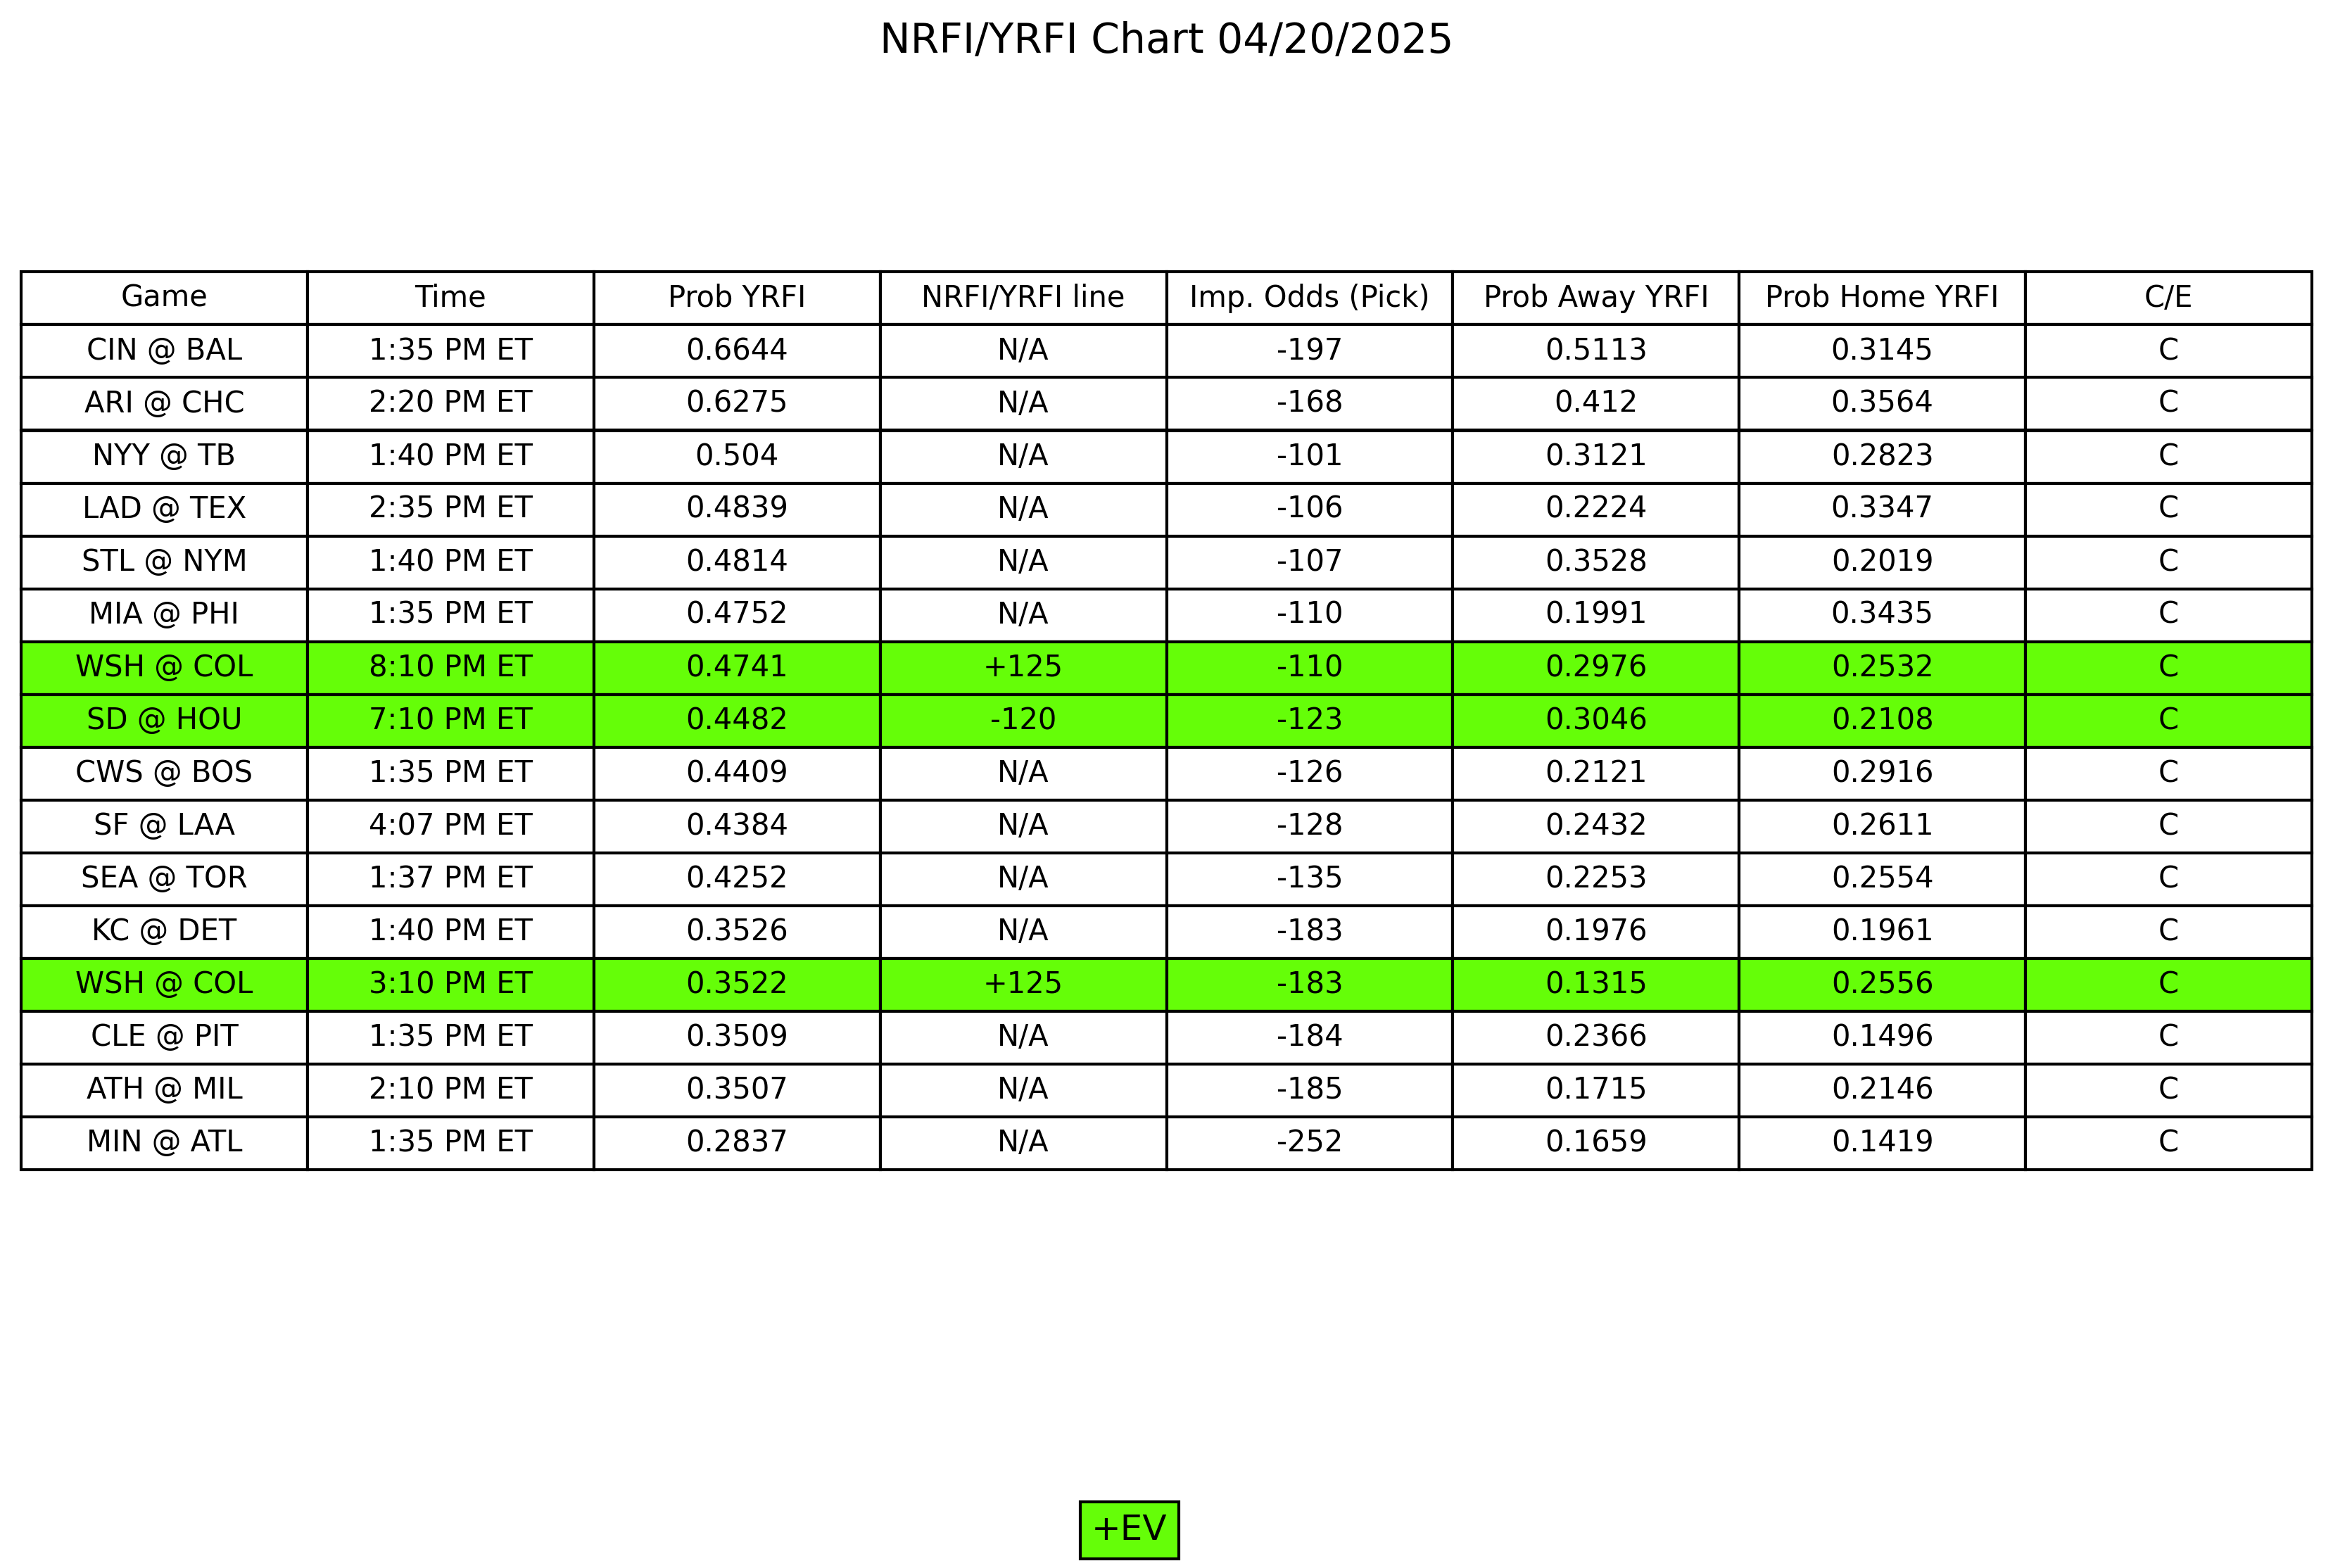 NRFI/YRFI Chart 04/20/2025
Game Time Prob YRFI NRFI/YRFI line Imp. Odds (Pick) Prob Away YRFI Prob Home YRFI C/E
CIN @ BAL 1:35 PM ET 0.6644 N/A -197 0.5113 0.3145 C
ARI @ CHC 2:20 PM ET 0.6275 N/A -168 0.412 0.3564 C
NYY @ TB 1:40 PM ET 0.504 N/A -101 0.3121 0.2823 C
LAD @ TEX 2:35 PM ET 0.4839 N/A -106 0.2224 0.3347 C
STL @ NYM 1:40 PM ET 0.4814 N/A -107 0.3528 0.2019 C
MIA @ PHI 1:35 PM ET 0.4752 N/A -110 0.1991 0.3435 C
WSH @ COL 8:10 PM ET 0.4741 +125 -110 0.2976 0.2532 C
SD @ HOU 7:10 PM ET 0.4482 -120 -123 0.3046 0.2108 C
CWS @ BOS 1:35 PM ET 0.4409 N/A -126 0.2121 0.2916 C
SF @ LAA 4:07 PM ET 0.4384 N/A -128 0.2432 0.2611 C
SEA @ TOR 1:37 PM ET 0.4252 N/A -135 0.2253 0.2554 C
KC @ DET 1:40 PM ET 0.3526 N/A -183 0.1976 0.1961 C
WSH @ COL 3:10 PM ET 0.3522 +125 -183 0.1315 0.2556 C
CLE @ PIT 1:35 PM ET 0.3509 N/A -184 0.2366 0.1496 C
ATH @ MIL 2:10 PM ET 0.3507 N/A -185 0.1715 0.2146 C
MIN @ ATL 1:35 PM ET 0.2837 N/A -252 0.1659 0.1419 C
+EV